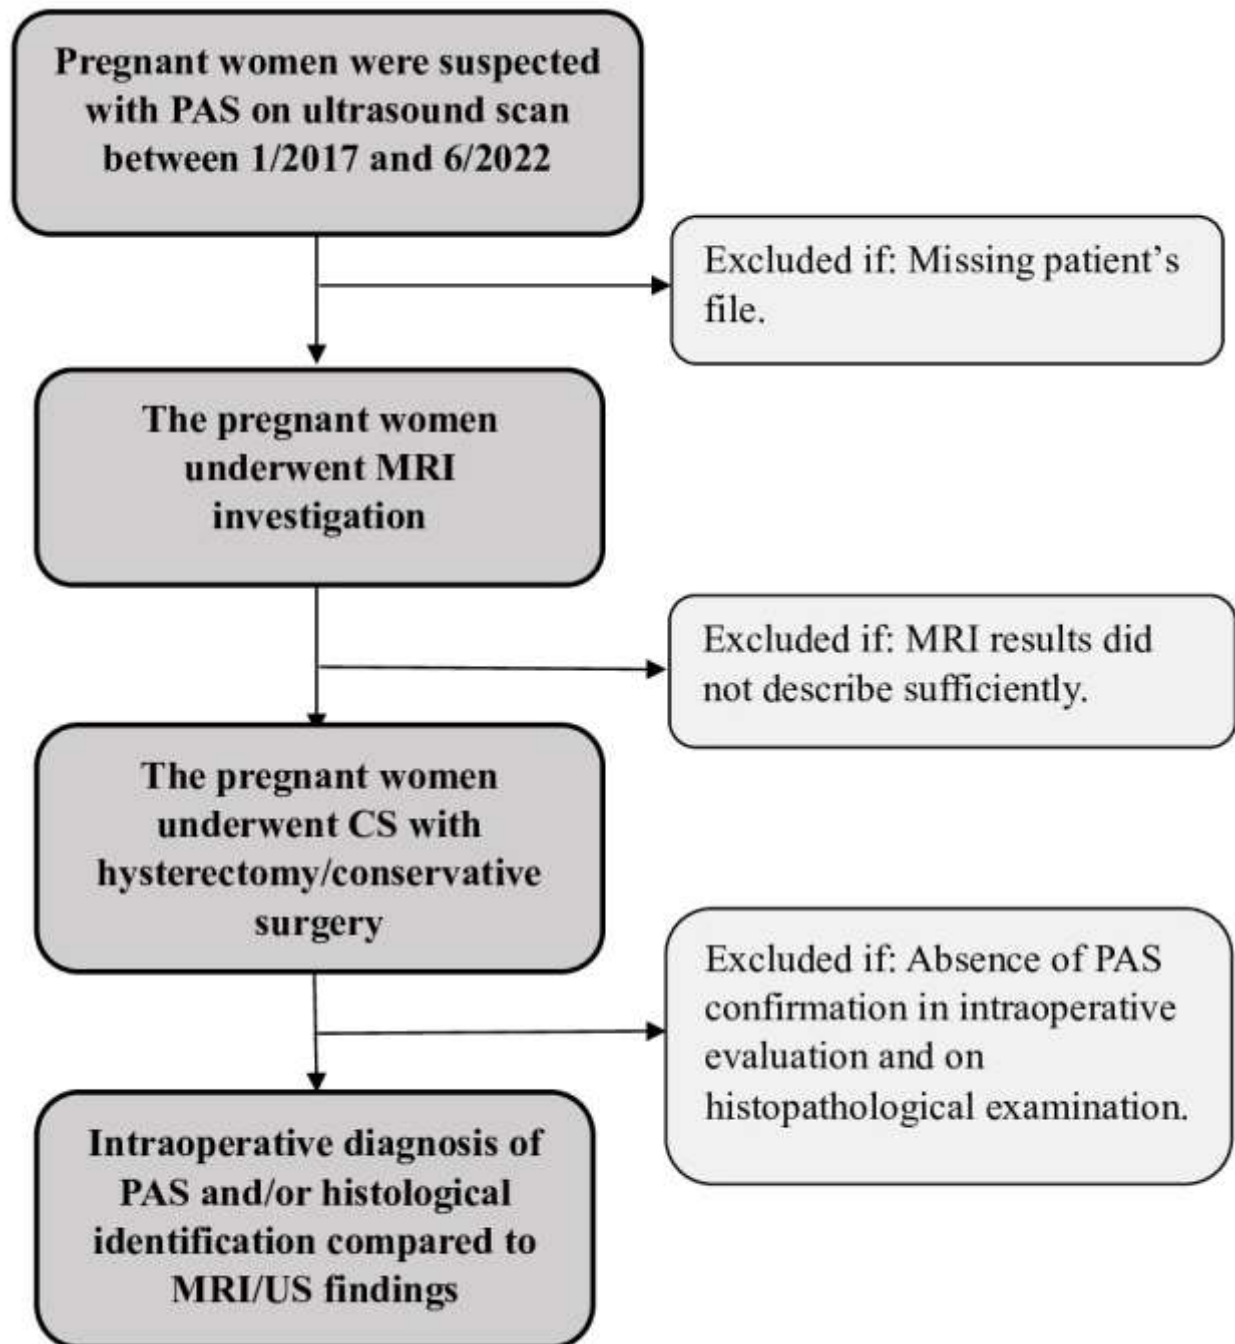 Pregnant women were suspected
with PAS on ultrasound scan
between 1/2017 and 6/2022
Excluded if: Missing patient’s
file.
The pregnant women
underwent MRI
investigation
Excluded if: MRI results did
not describe sufficiently.
The pregnant women
underwent CS with
hysterectomy/conservative
surgery
Excluded if: Absence of PAS
confirmation in intraoperative
evaluation and on
histopathological examination.
Intraoperative diagnosis of
PAS and/or histological
identification compared to
MRI/US findings